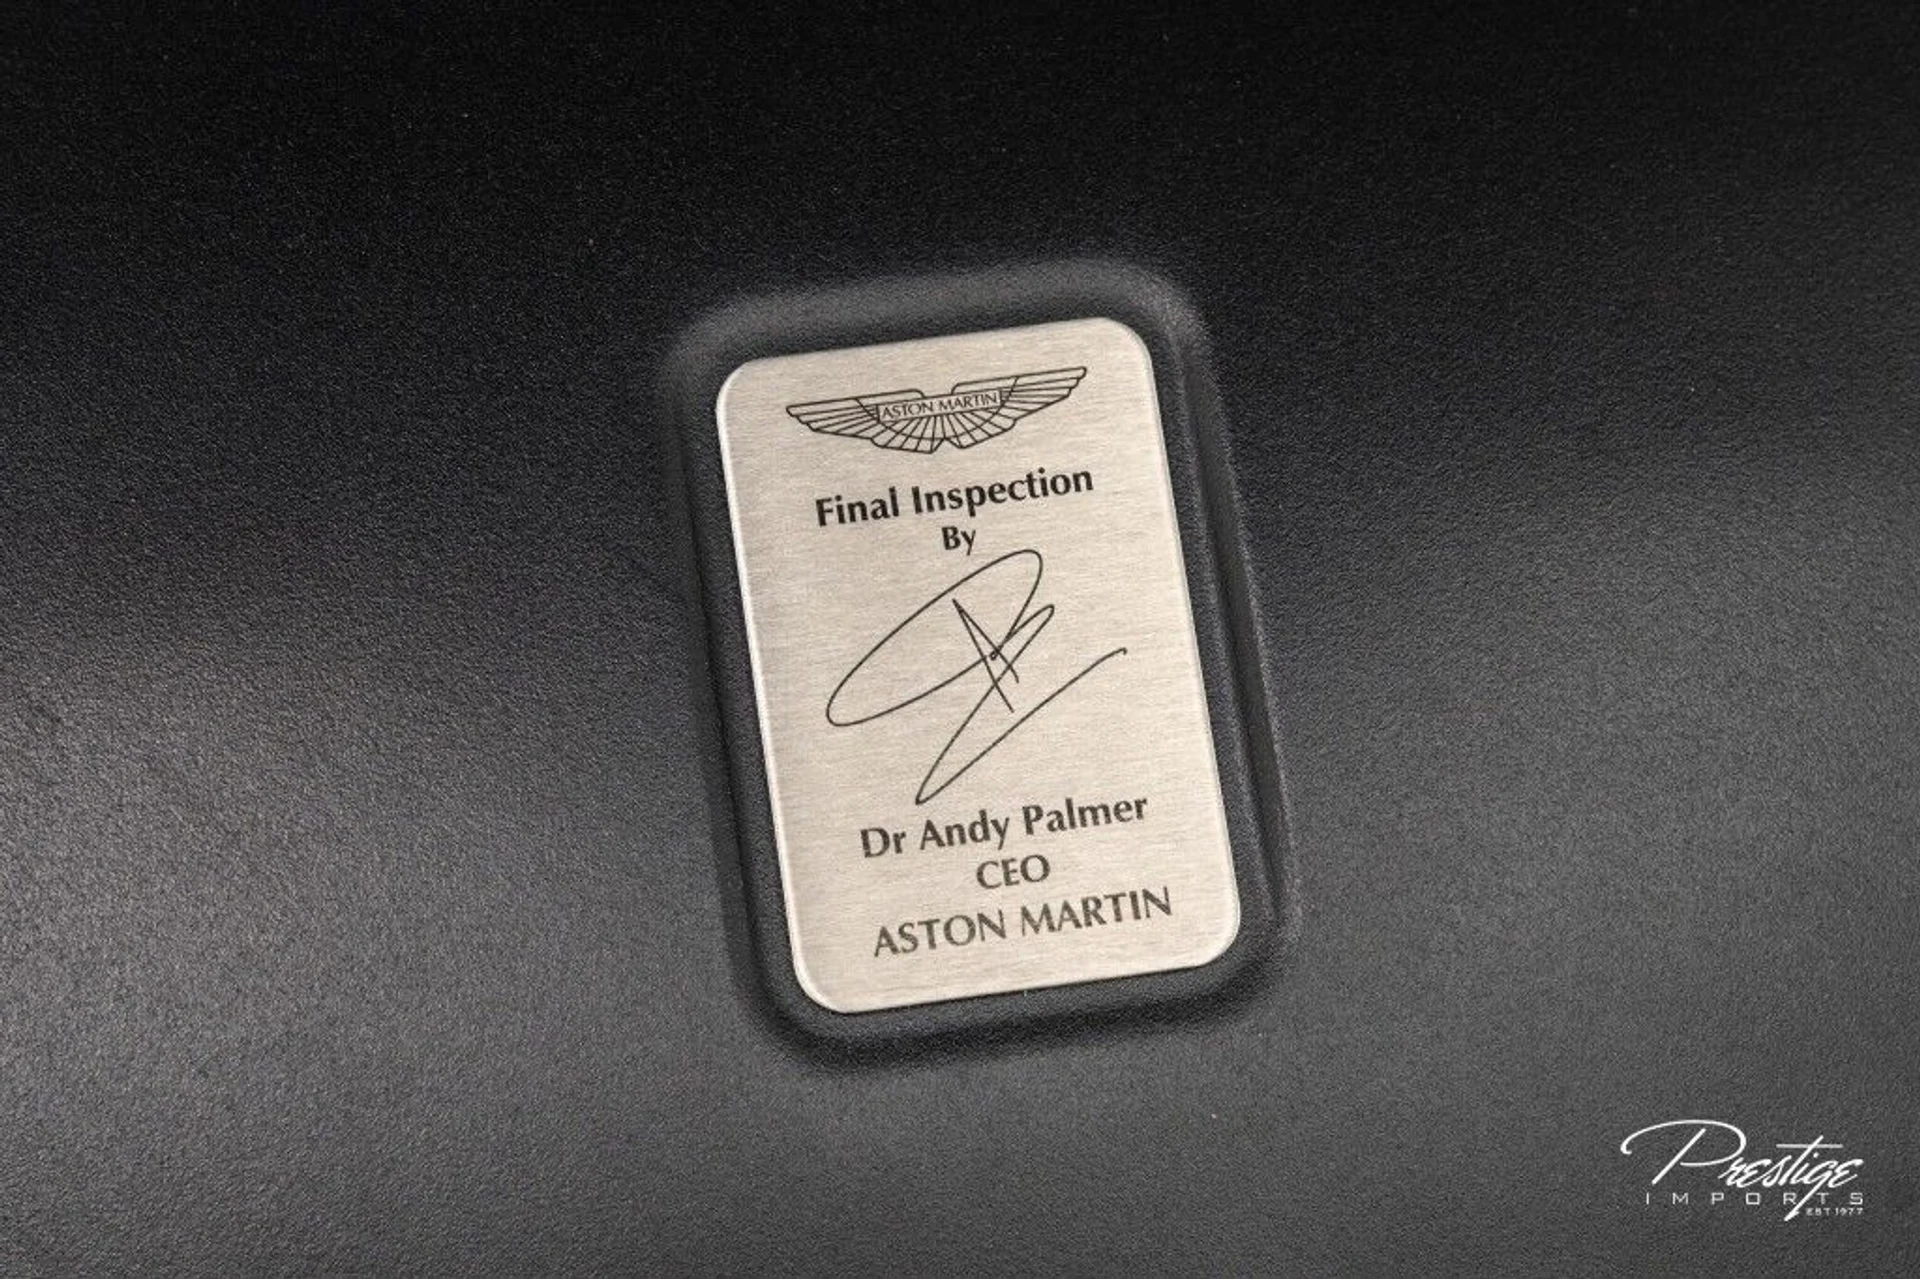 ASTON MARTIN
Final Inspection
By
Dr Andy Palmer
CEO
ASTON MARTIN
Prestige
IMPORTS
EST 1977